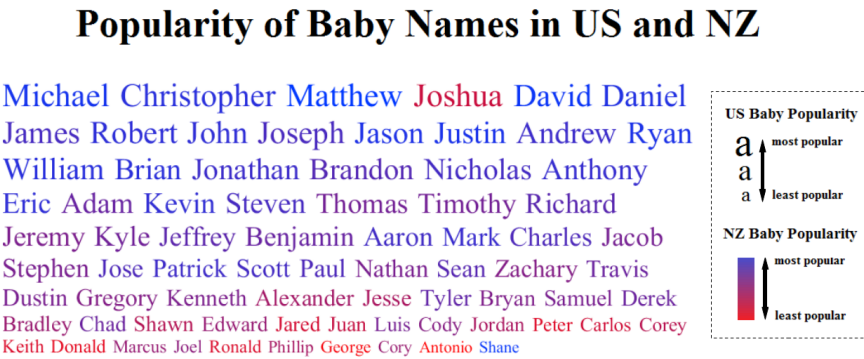 Popularity of Baby Names in US and NZ
Michael Christopher Matthew Joshua David Daniel
James Robert John Joseph Jason Justin Andrew Ryan
William Brian Jonathan Brandon Nicholas Anthony
Eric Adam Kevin Steven Thomas Timothy Richard
Jeremy Kyle Jeffrey Benjamin Aaron Mark Charles Jacob
Stephen Jose Patrick Scott Paul Nathan Sean Zachary Travis
Dustin Gregory Kenneth Alexander Jesse Tyler Bryan Samuel Derek
Bradley Chad Shawn Edward Jared Juan Luis Cody Jordan Peter Carlos Corey
Keith Donald Marcus Joel Ronald Phillip George Cory Antonio Shane
US Baby Popularity
a most popular
a
a least popular
NZ Baby Popularity
most popular
least popular